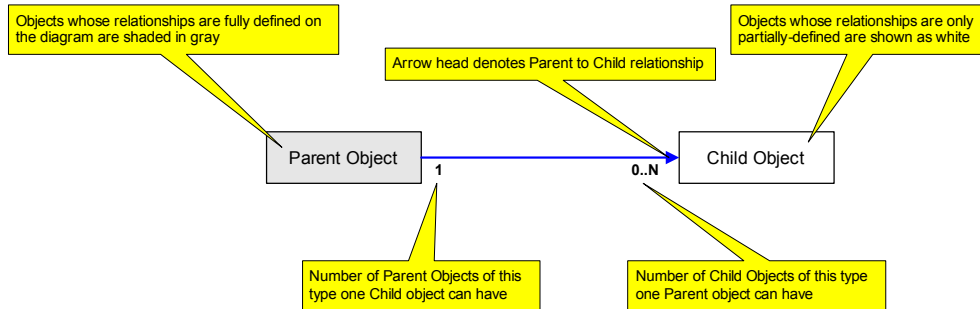 Objects whose relationships are fully defined on
the diagram are shaded in gray
Objects whose relationships are only
partially-defined are shown as white
Arrow head denotes Parent to Child relationship
Parent Object
Child Object
1
0..N
Number of Parent Objects of this
type one Child object can have
Number of Child Objects of this type
one Parent object can have